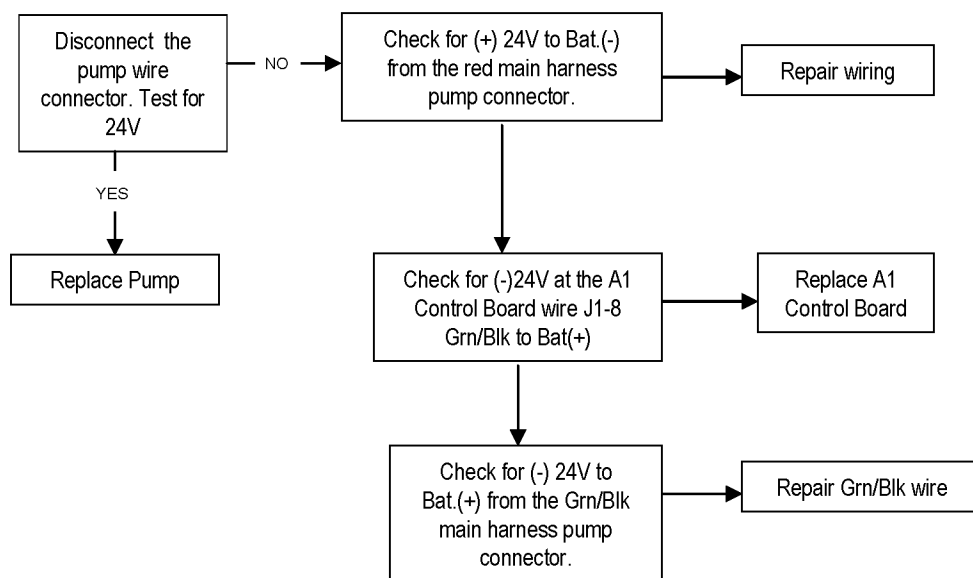 Disconnect the
pump wire
connector. Test for
24V
NO
Check for (+) 24V to Bat.(-)
from the red main harness
pump connector.
Repair wiring
YES
Replace Pump
Check for (-)24V at the A1
Control Board wire J1-8
Grn/Blk to Bat(+)
Replace A1
Control Board
Check for (-) 24V to
Bat.(+) from the Grn/Blk
main harness pump
connector.
Repair Grn/Blk wire